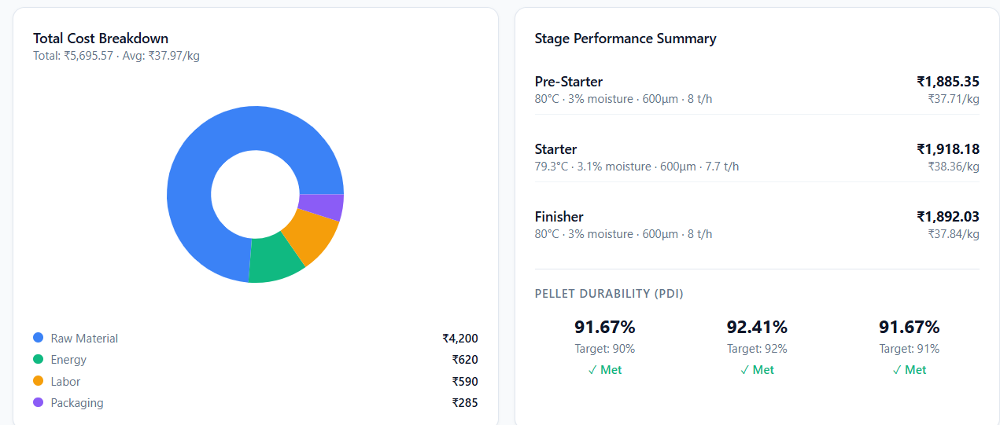 Total Cost Breakdown
Total: ₹5,695.57 · Avg: ₹37.97/kg
Raw Material ₹4,200
Energy ₹620
Labor ₹590
Packaging ₹285
Stage Performance Summary
Pre-Starter ₹1,885.35
80°C · 3% moisture · 600μm · 8 t/h ₹37.71/kg
Starter ₹1,918.18
79.3°C · 3.1% moisture · 600μm · 7.7 t/h ₹38.36/kg
Finisher ₹1,892.03
80°C · 3% moisture · 600μm · 8 t/h ₹37.84/kg
PELLET DURABILITY (PDI)
91.67% 92.41% 91.67%
Target: 90% Target: 92% Target: 91%
✓ Met ✓ Met ✓ Met